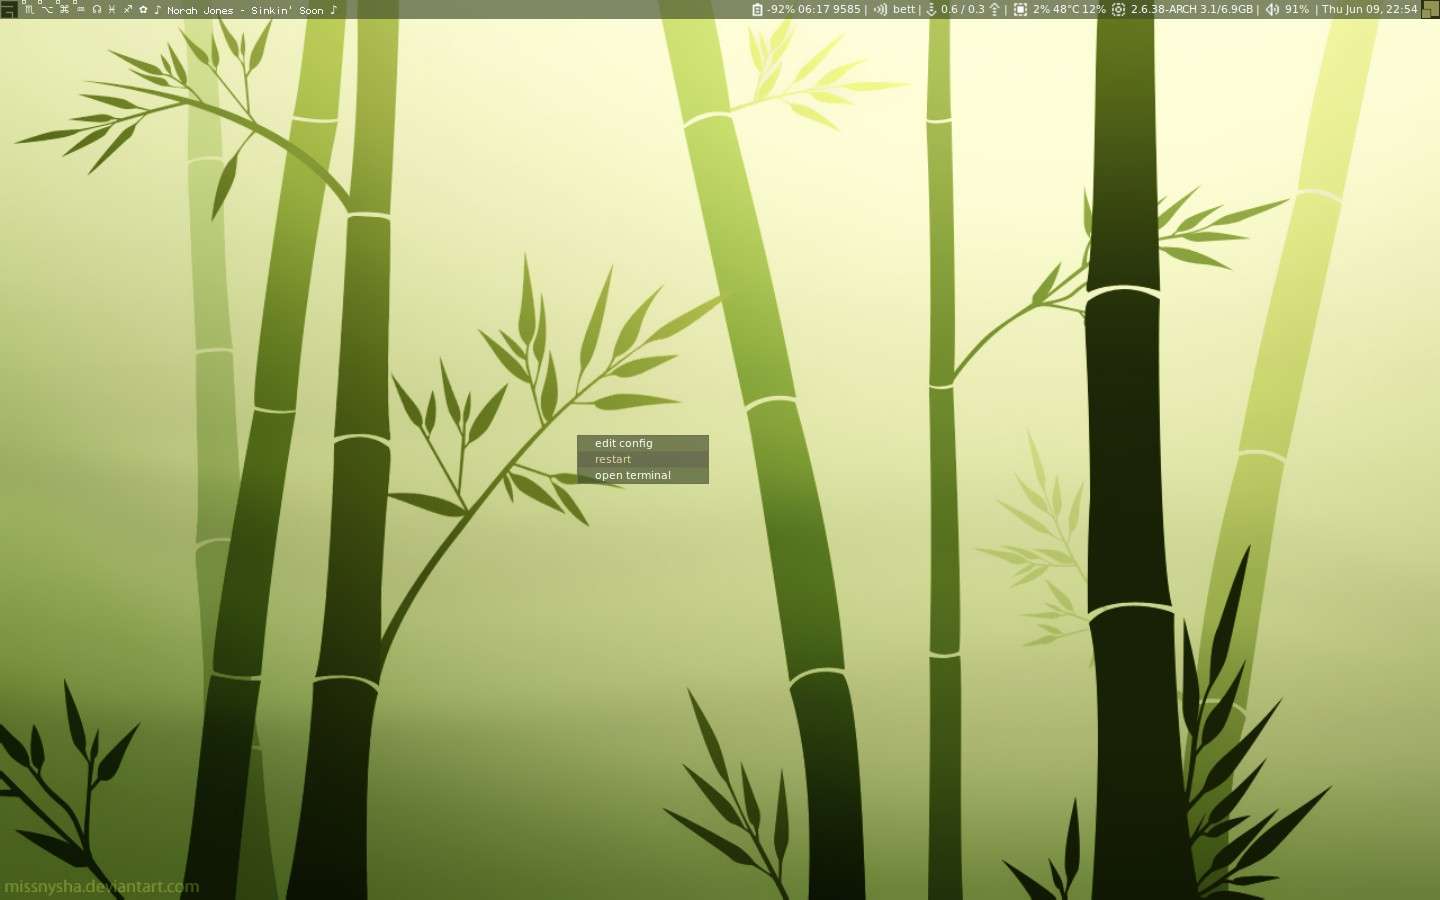 ♏ ⌥ ⌘ ♒ ☊ ♓ ♐ ✿ ♪ Norah Jones - Sinkin' Soon ♪
-92% 06:17 9585 | bett | 0.6 / 0.3 | 2% 48°C 12% 2.6.38-ARCH 3.1/6.9GB | 91% | Thu Jun 09, 22:54
edit config
restart
open terminal
missnysha.deviantart.com